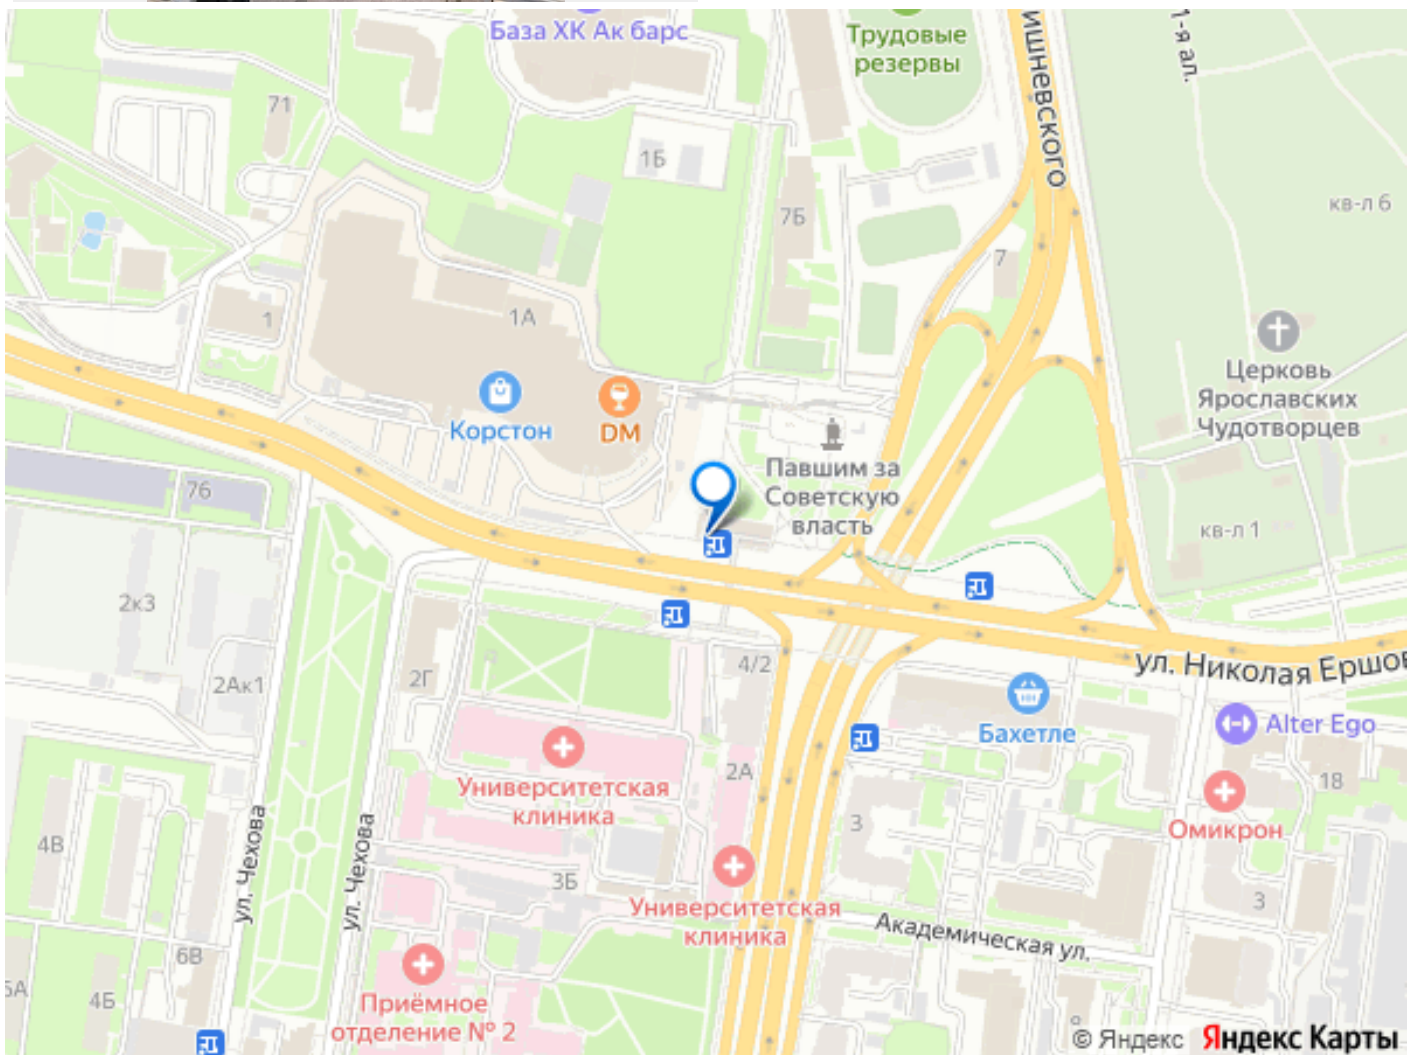 База ХК Ак барс
Трудовые
резервы
ишневского
1-я ал.
71
1Б
7Б
кв-л 6
7
1
1А
Церковь
Ярославских
Чудотворцев
Корстон
DM
Павшим за
Советскую
власть
76
кв-л 1
2к3
4/2
ул. Николая Ершов
2Ак1
2Г
Бахетле
Alter Ego
Университетская
клиника
2А
18
ул. Чехова
ул. Чехова
3
Омикрон
4В
3Б
Университетская
клиника
3
Академическая ул.
6В
5А
4Б
Приёмное
отделение № 2
© Яндекс Яндекс Карты